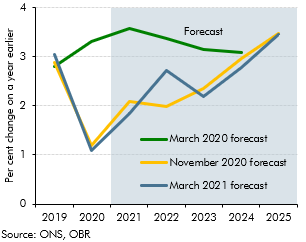 4
3
2
1
0
Per cent change on a year earlier
Forecast
March 2020 forecast
November 2020 forecast
March 2021 forecast
2019 2020 2021 2022 2023 2024 2025
Source: ONS, OBR